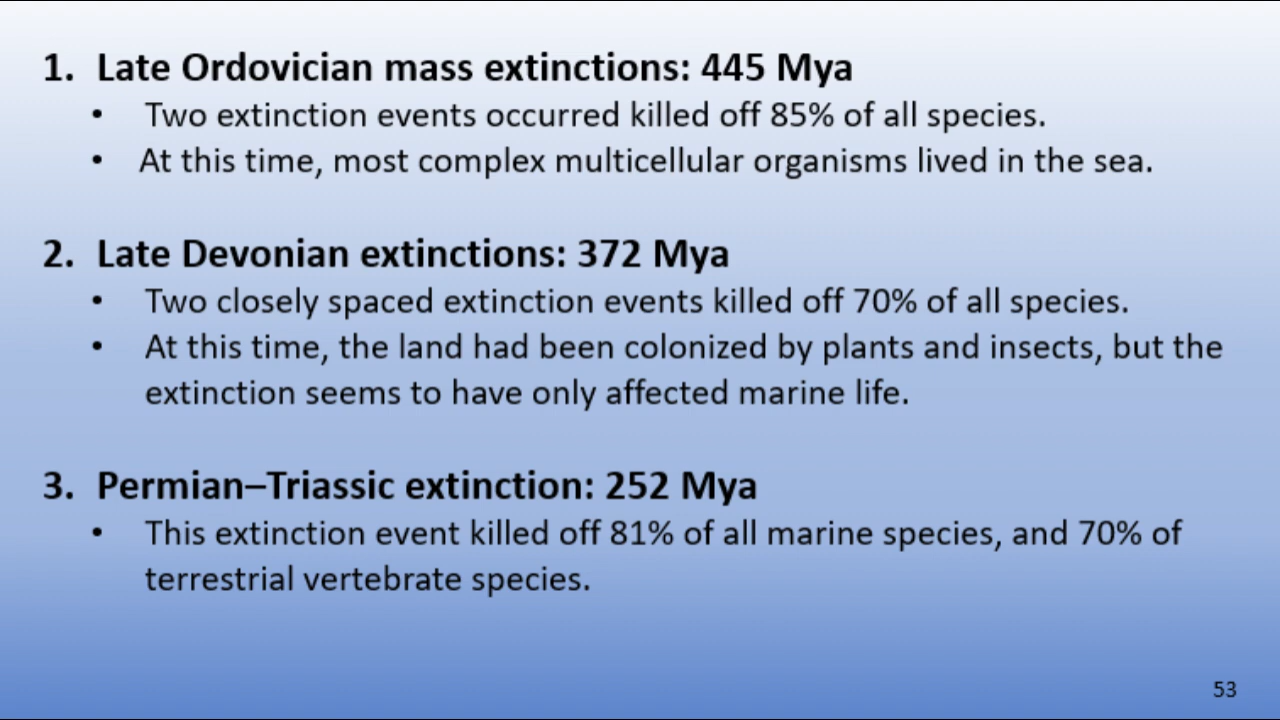 1. Late Ordovician mass extinctions: 445 Mya
• Two extinction events occurred killed off 85% of all species.
• At this time, most complex multicellular organisms lived in the sea.
2. Late Devonian extinctions: 372 Mya
• Two closely spaced extinction events killed off 70% of all species.
• At this time, the land had been colonized by plants and insects, but the
extinction seems to have only affected marine life.
3. Permian–Triassic extinction: 252 Mya
• This extinction event killed off 81% of all marine species, and 70% of
terrestrial vertebrate species.
53